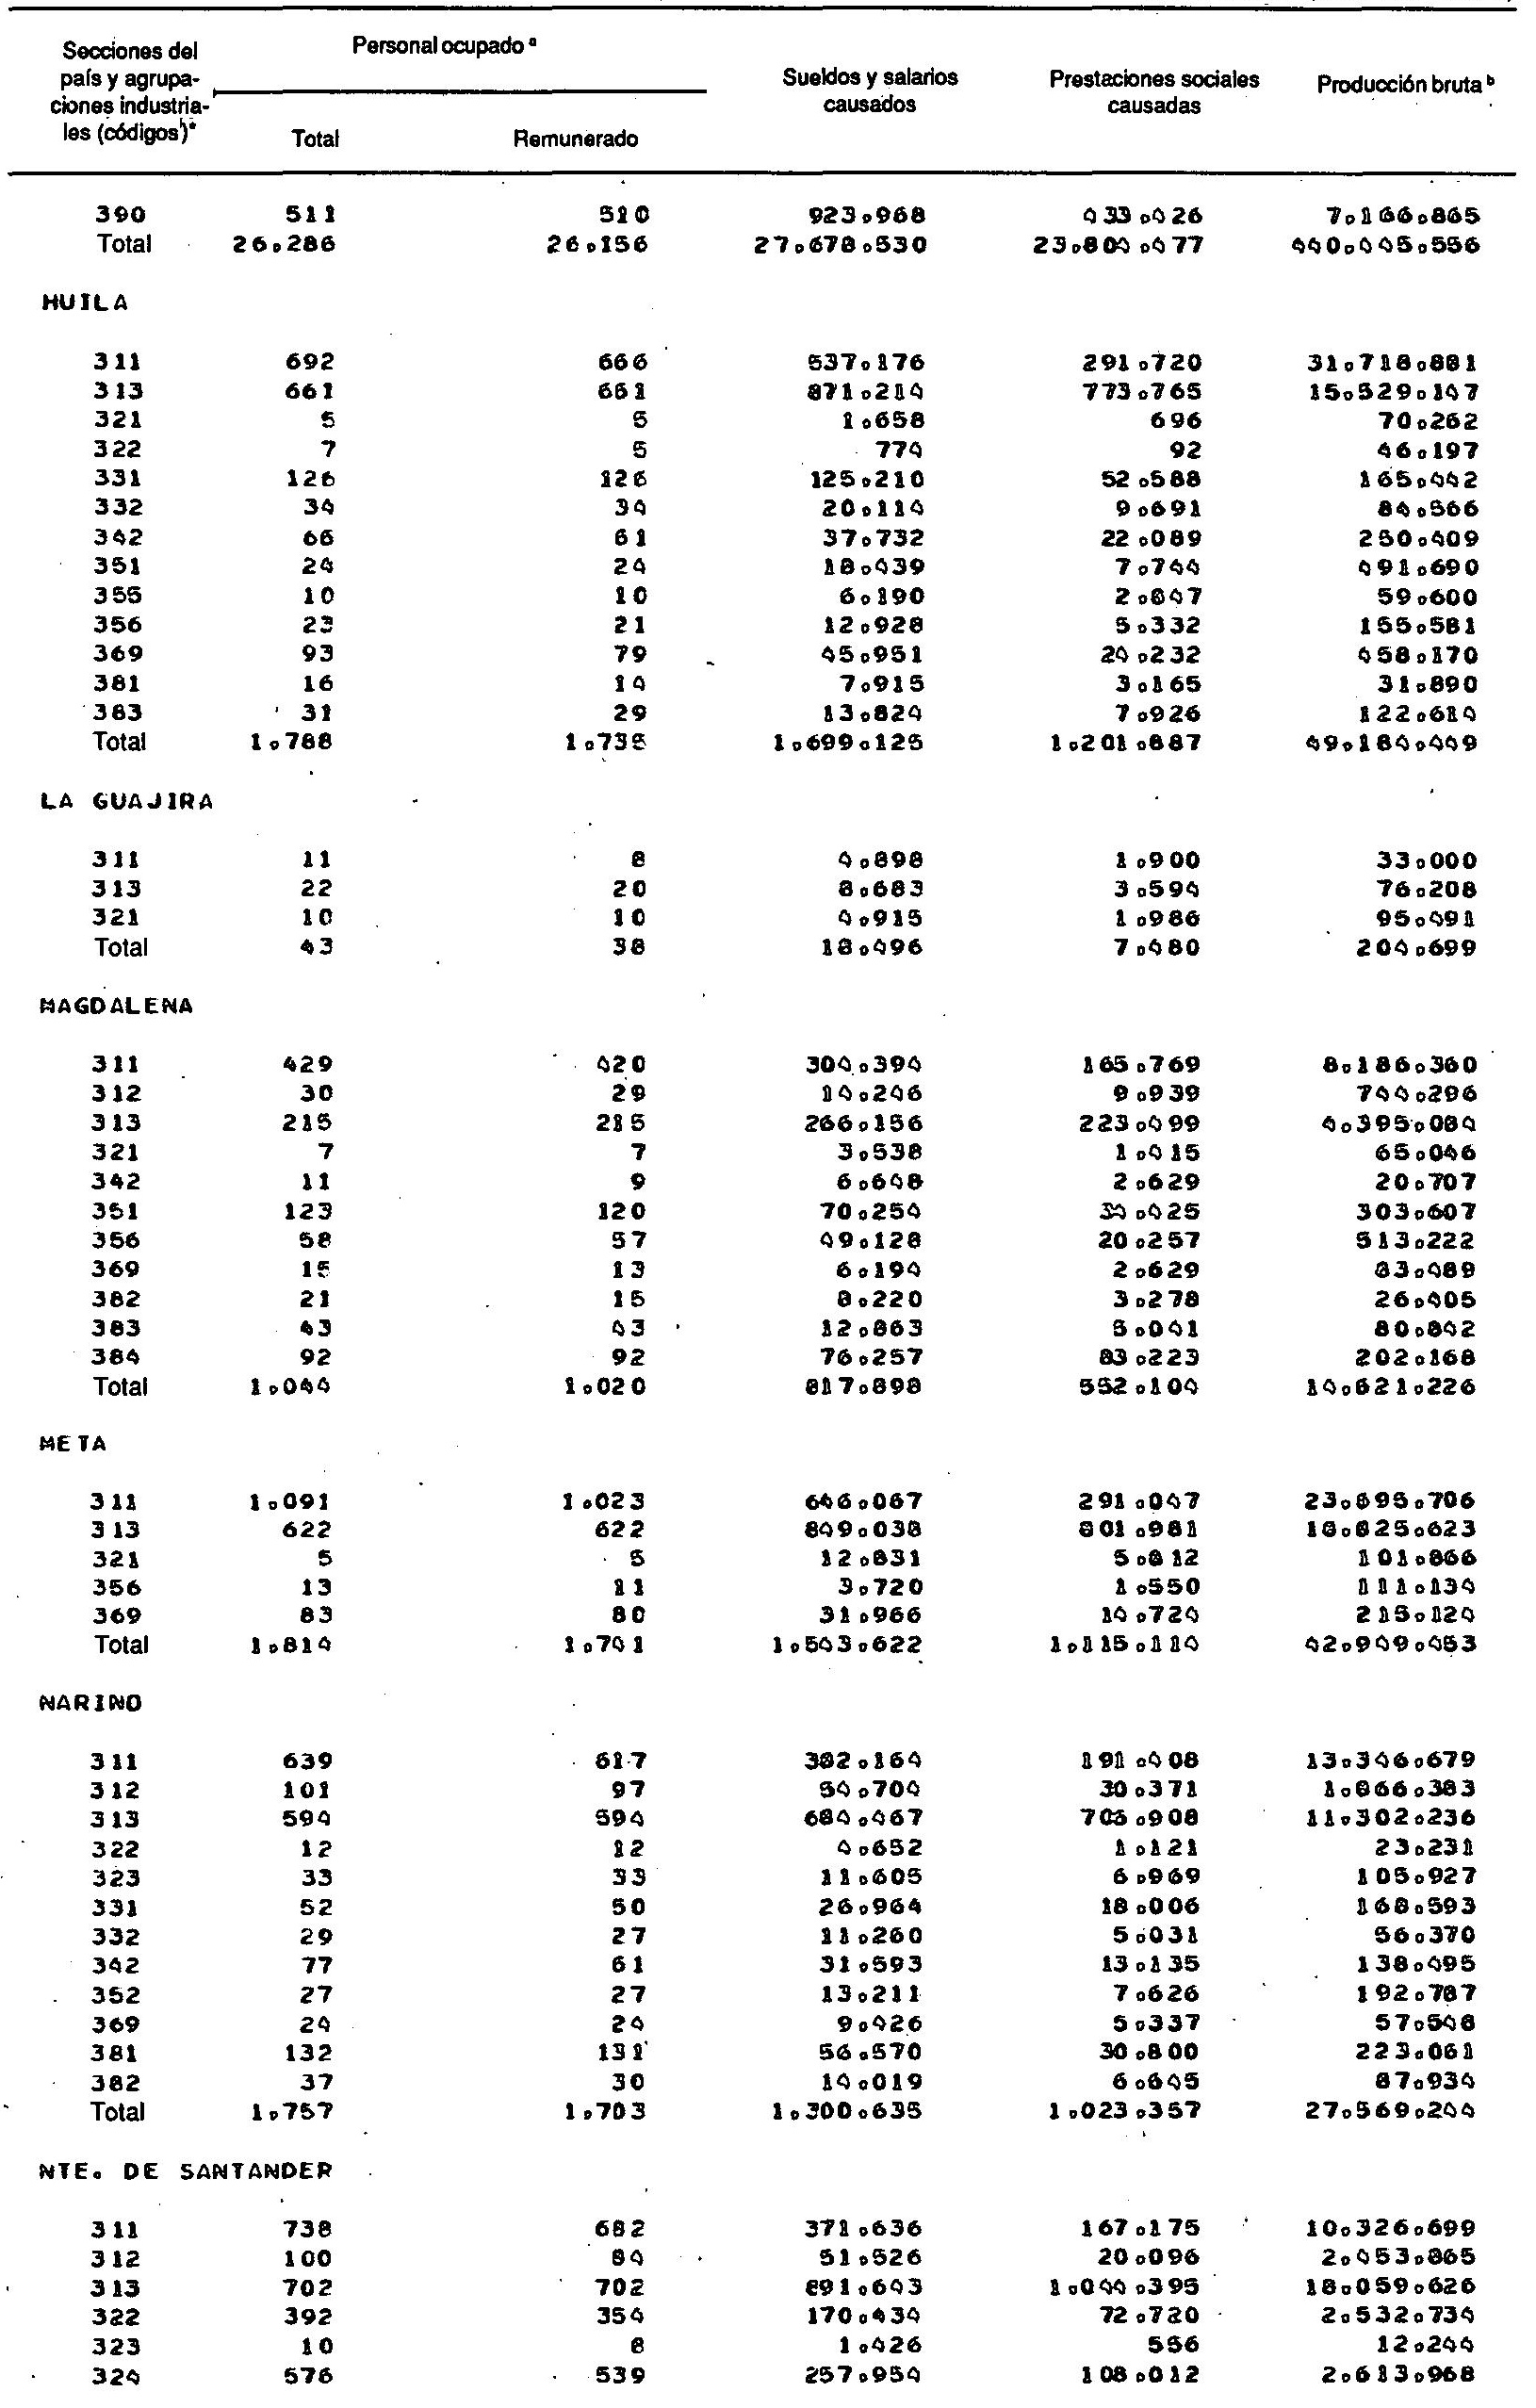 Secciones del país y agrupaciones industriales (códigos)* Personal ocupado a Total Remunerado Sueldos y salarios causados Prestaciones sociales causadas Producción bruta b
390 511 510 923.968 433.426 7.166.865
Total 26.286 26.156 27.678.530 23.804.477 440.445.556
HUILA
311 692 666 537.176 291.720 31.718.881
313 661 661 871.214 773.765 15.529.147
321 5 5 1.658 696 70.262
322 7 5 774 92 46.197
331 126 126 125.210 52.588 165.442
332 34 34 20.114 9.691 84.566
342 66 61 37.732 22.089 250.409
351 24 24 18.439 7.744 491.690
355 10 10 6.190 2.847 59.600
356 23 21 12.928 5.332 155.581
369 93 79 45.951 24.232 458.170
381 16 14 7.915 3.165 31.890
383 31 29 13.824 7.926 122.614
Total 1.788 1.735 1.699.125 1.201.887 49.184.449
LA GUAJIRA
311 11 8 4.898 1.900 33.000
313 22 20 8.683 3.594 76.208
321 10 10 4.915 1.986 95.491
Total 43 38 18.496 7.480 204.699
MAGDALENA
311 429 420 304.394 165.769 8.186.360
312 30 29 14.246 9.939 744.296
313 215 215 266.156 223.499 4.395.084
321 7 7 3.538 1.415 65.046
342 11 9 6.648 2.629 20.707
351 123 120 70.254 34.425 303.607
356 58 57 49.128 20.257 513.222
369 15 13 6.194 2.629 83.489
382 21 15 8.220 3.278 26.405
383 43 43 12.863 5.041 80.842
384 92 92 76.257 83.223 202.168
Total 1.044 1.020 817.898 552.104 14.621.226
META
311 1.091 1.023 646.067 291.047 23.695.706
313 622 622 849.038 801.981 18.825.623
321 5 5 12.831 5.812 101.866
356 13 11 3.720 1.550 111.134
369 83 80 31.966 14.724 215.124
Total 1.814 1.741 1.543.622 1.115.114 42.949.453
NARINO
311 639 617 382.164 191.408 13.346.679
312 101 97 54.704 30.371 1.866.383
313 594 594 684.467 706.908 11.302.236
322 12 12 4.652 1.121 23.231
323 33 33 11.605 6.969 105.927
331 52 50 26.964 18.006 168.593
332 29 27 11.260 5.031 56.370
342 77 61 31.593 13.135 138.495
352 27 27 13.211 7.626 192.787
369 24 24 9.426 5.337 57.548
381 132 131 56.570 30.800 223.061
382 37 30 14.019 6.645 87.934
Total 1.757 1.703 1.300.635 1.023.357 27.569.244
NTE. DE SANTANDER
311 738 682 371.636 167.175 10.326.699
312 100 84 51.526 20.096 2.453.865
313 702 702 891.643 1.044.395 18.059.626
322 392 354 170.434 72.720 2.532.734
323 10 8 1.426 556 12.244
324 576 539 257.954 108.012 2.613.968